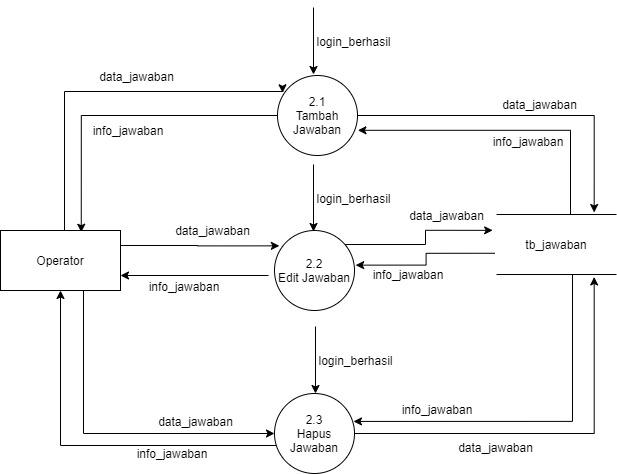 login_berhasil
data_jawaban
2.1
Tambah
Jawaban
data_jawaban
info_jawaban
info_jawaban
login_berhasil
data_jawaban
data_jawaban
Operator
2.2
Edit Jawaban
tb_jawaban
info_jawaban
info_jawaban
login_berhasil
data_jawaban
2.3
Hapus
Jawaban
info_jawaban
info_jawaban
data_jawaban